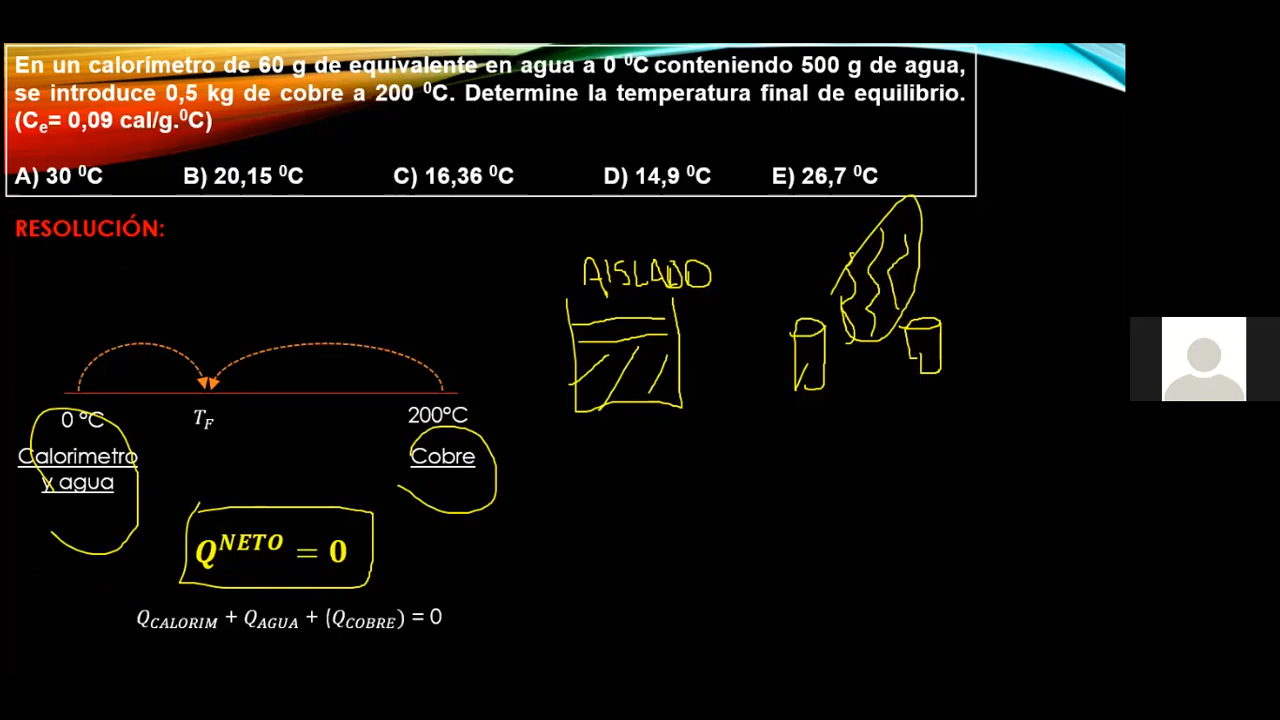 En un calorímetro de 60 g de equivalente en agua a 0 ⁰C conteniendo 500 g de agua,
se introduce 0,5 kg de cobre a 200 ⁰C. Determine la temperatura final de equilibrio.
(Cₑ= 0,09 cal/g.⁰C)
A) 30 ⁰C B) 20,15 ⁰C C) 16,36 ⁰C D) 14,9 ⁰C E) 26,7 ⁰C
RESOLUCIÓN:
AISLADO
0 °C T_F 200°C
Calorimetro Cobre
y agua
Q^NETO = 0
Q_CALORIM + Q_AGUA + (Q_COBRE) = 0